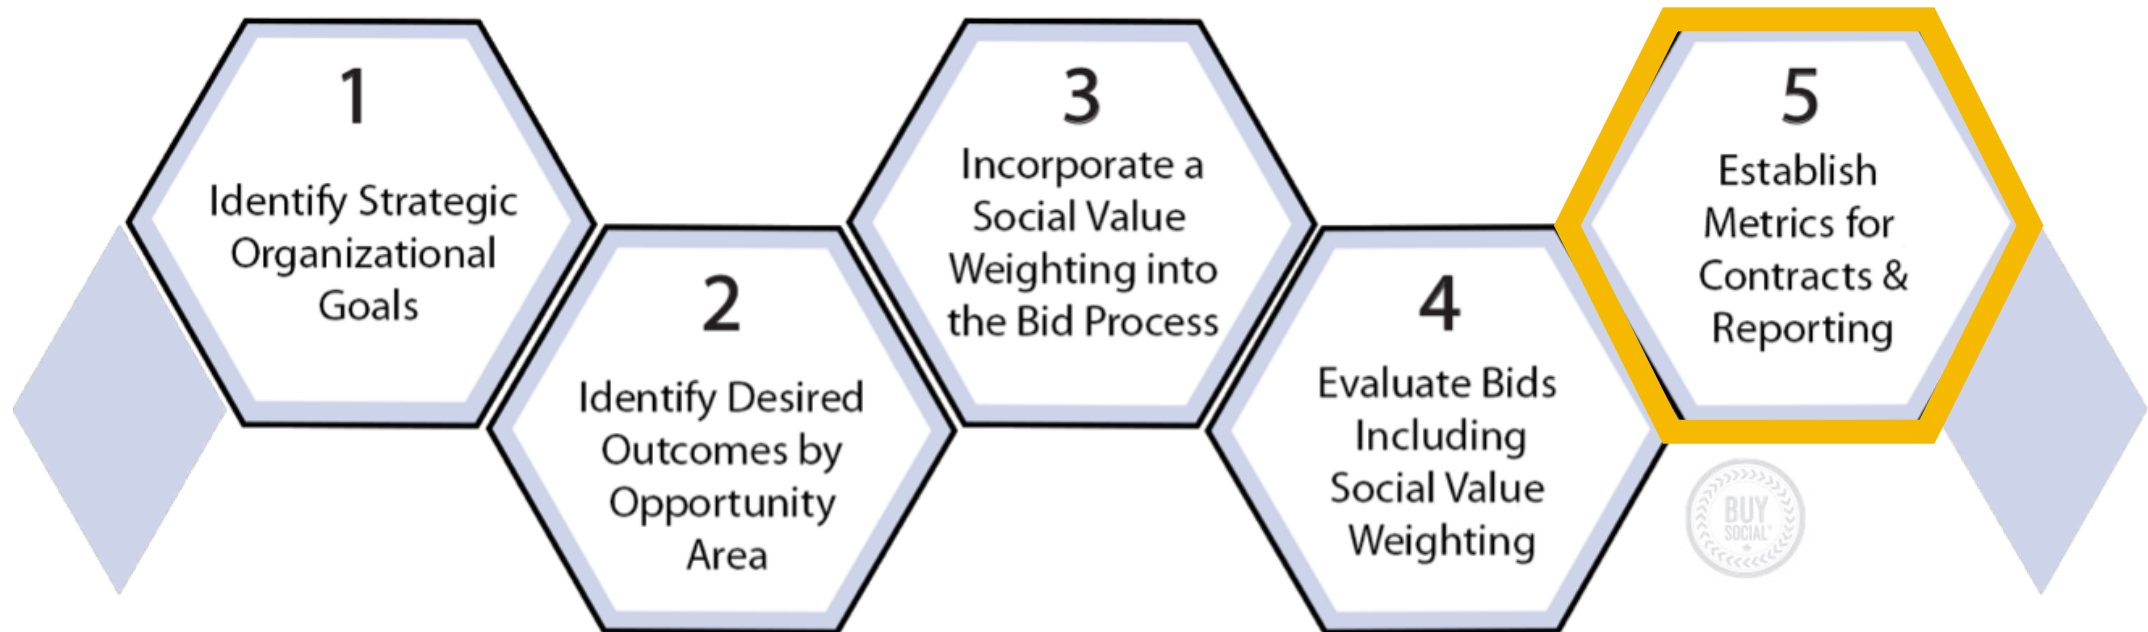 1
Identify Strategic
Organizational
Goals
2
Identify Desired
Outcomes by
Opportunity
Area
3
Incorporate a
Social Value
Weighting into
the Bid Process
4
Evaluate Bids
Including
Social Value
Weighting
5
Establish
Metrics for
Contracts &
Reporting
BUY
SOCIAL